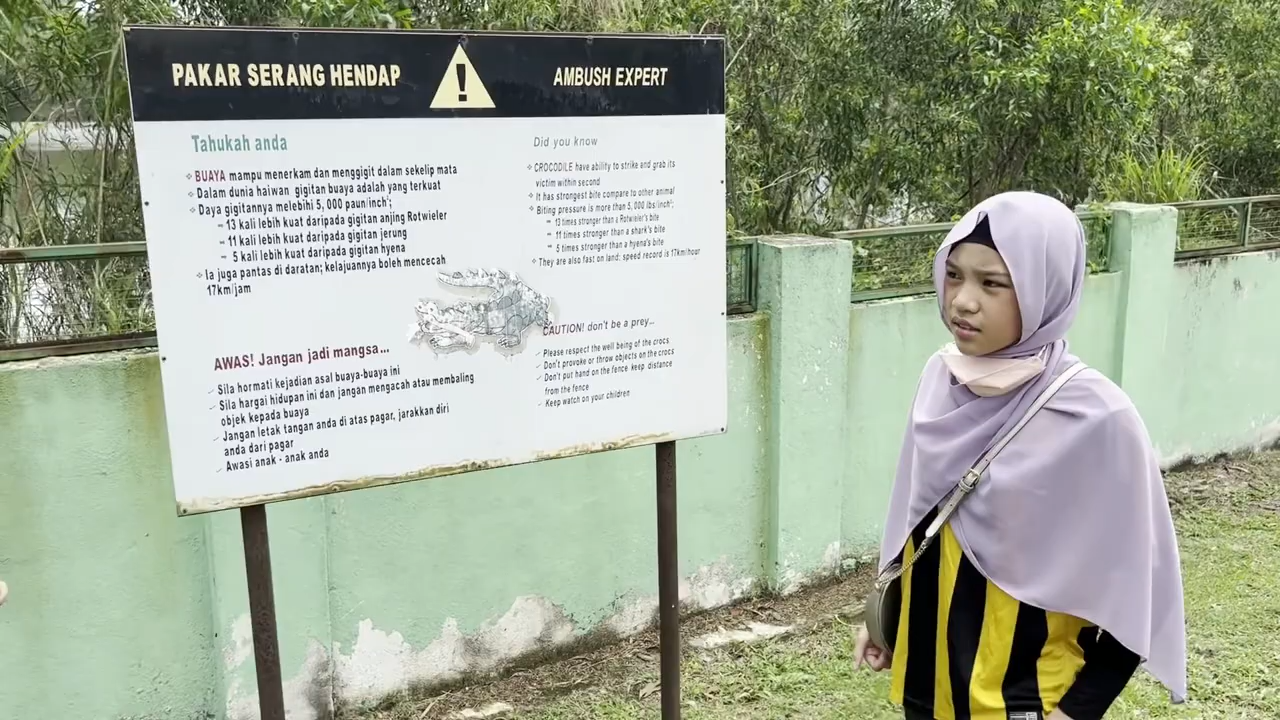 PAKAR SERANG HENDAP
Tahukah anda
BUAYA mampu menerkam dan menggigit dalam sekelip mata
Dalam dunia haiwan gigitan buaya adalah yang terkuat
Daya gigitannya melebihi 5, 000 paun/inch²;
13 kali lebih kuat daripada gigitan anjing Rotwieler
11 kali lebih kuat daripada gigitan jerung
5 kali lebih kuat daripada gigitan hyena
Ia juga pantas di daratan; kelajuannya boleh mencecah
17km/jam
AWAS! Jangan jadi mangsa...
Sila hormati kejadian asal buaya-buaya ini
Sila hargai hidupan ini dan jangan mengacah atau membaling
objek kepada buaya
Jangan letak tangan anda di atas pagar, jarakkan diri
anda dari pagar
Awasi anak - anak anda
AMBUSH EXPERT
Did you know
CROCODILE have ability to strike and grab its
victim within second
It has strongest bite compare to other animal
Biting pressure is more than 5,000 lbs/inch²;
13 times stronger than a Rotwieler's bite
11 times stronger than a shark's bite
5 times stronger than a hyena's bite
They are also fast on land: speed record is 17km/hour
CAUTION! don't be a prey...
Please respect the well being of the crocs
Don't provoke or throw objects on the crocs
Don't put hand on the fence keep distance
from the fence
Keep watch on your children